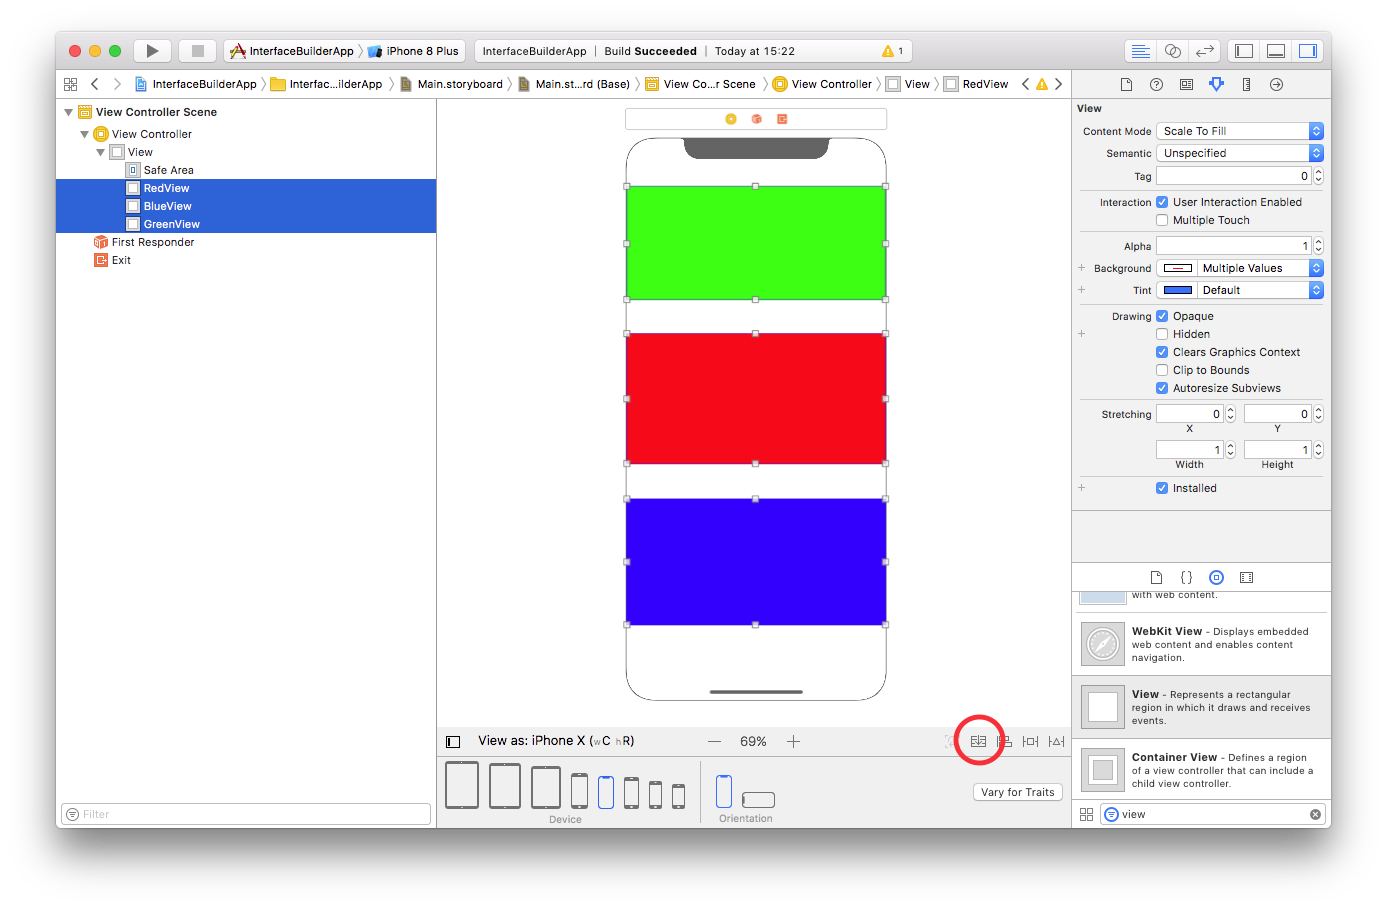 InterfaceBuilderApp iPhone 8 Plus
InterfaceBuilderApp | Build Succeeded | Today at 15:22
1
InterfaceBuilderApp Interfac...ilderApp Main.storyboard Main.st...rd (Base) View Co...r Scene View Controller View RedView
View Controller Scene
View Controller
View
Safe Area
RedView
BlueView
GreenView
First Responder
Exit
Filter
View as: iPhone X (wC hR)
69%
Device
Orientation
Vary for Traits
View
Content Mode Scale To Fill
Semantic Unspecified
Tag 0
Interaction User Interaction Enabled
Multiple Touch
Alpha 1
+ Background Multiple Values
+ Tint Default
Drawing Opaque
+ Hidden
Clears Graphics Context
Clip to Bounds
Autoresize Subviews
Stretching 0 0
X Y
1 1
Width Height
+ Installed
with web content.
WebKit View - Displays embedded
web content and enables content
navigation.
View - Represents a rectangular
region in which it draws and receives
events.
Container View - Defines a region
of a view controller that can include a
child view controller.
view